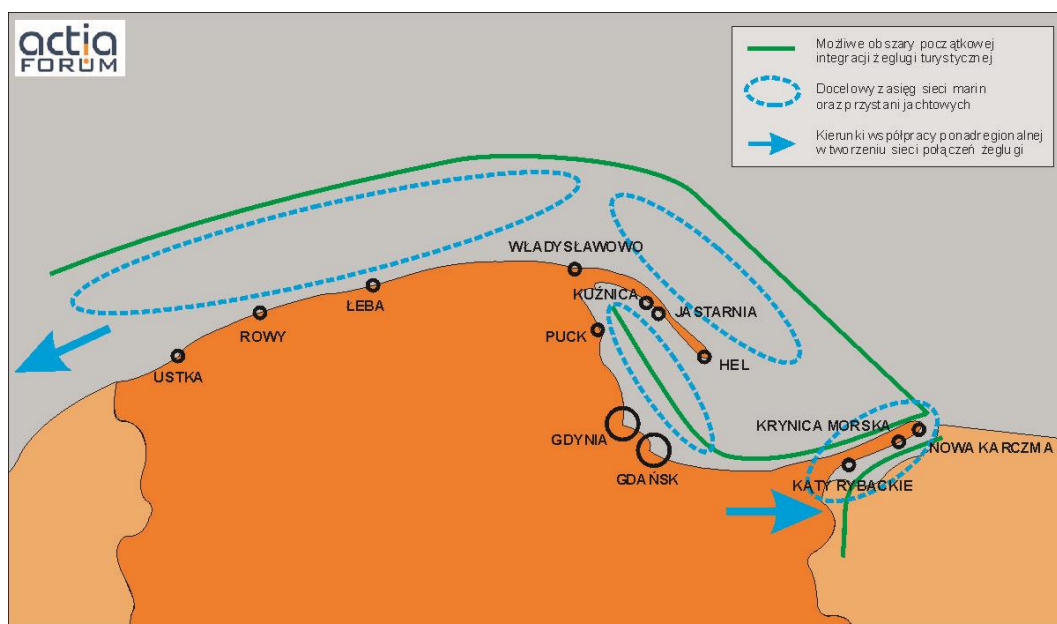 actia
FORUM
Możliwe obszary początkowej
integracji żeglugi turystycznej
Docelowy zasięg sieci marin
oraz przystani jachtowych
Kierunki współpracy ponadregionalnej
w tworzeniu sieci połączeń żeglugi
WŁADYSŁAWOWO
KUŹNICA
ŁEBA
JASTARNIA
ROWY
PUCK
HEL
USTKA
KRYNICA MORSKA
GDYNIA
NOWA KARCZMA
GDAŃSK
KATY RYBACKIE